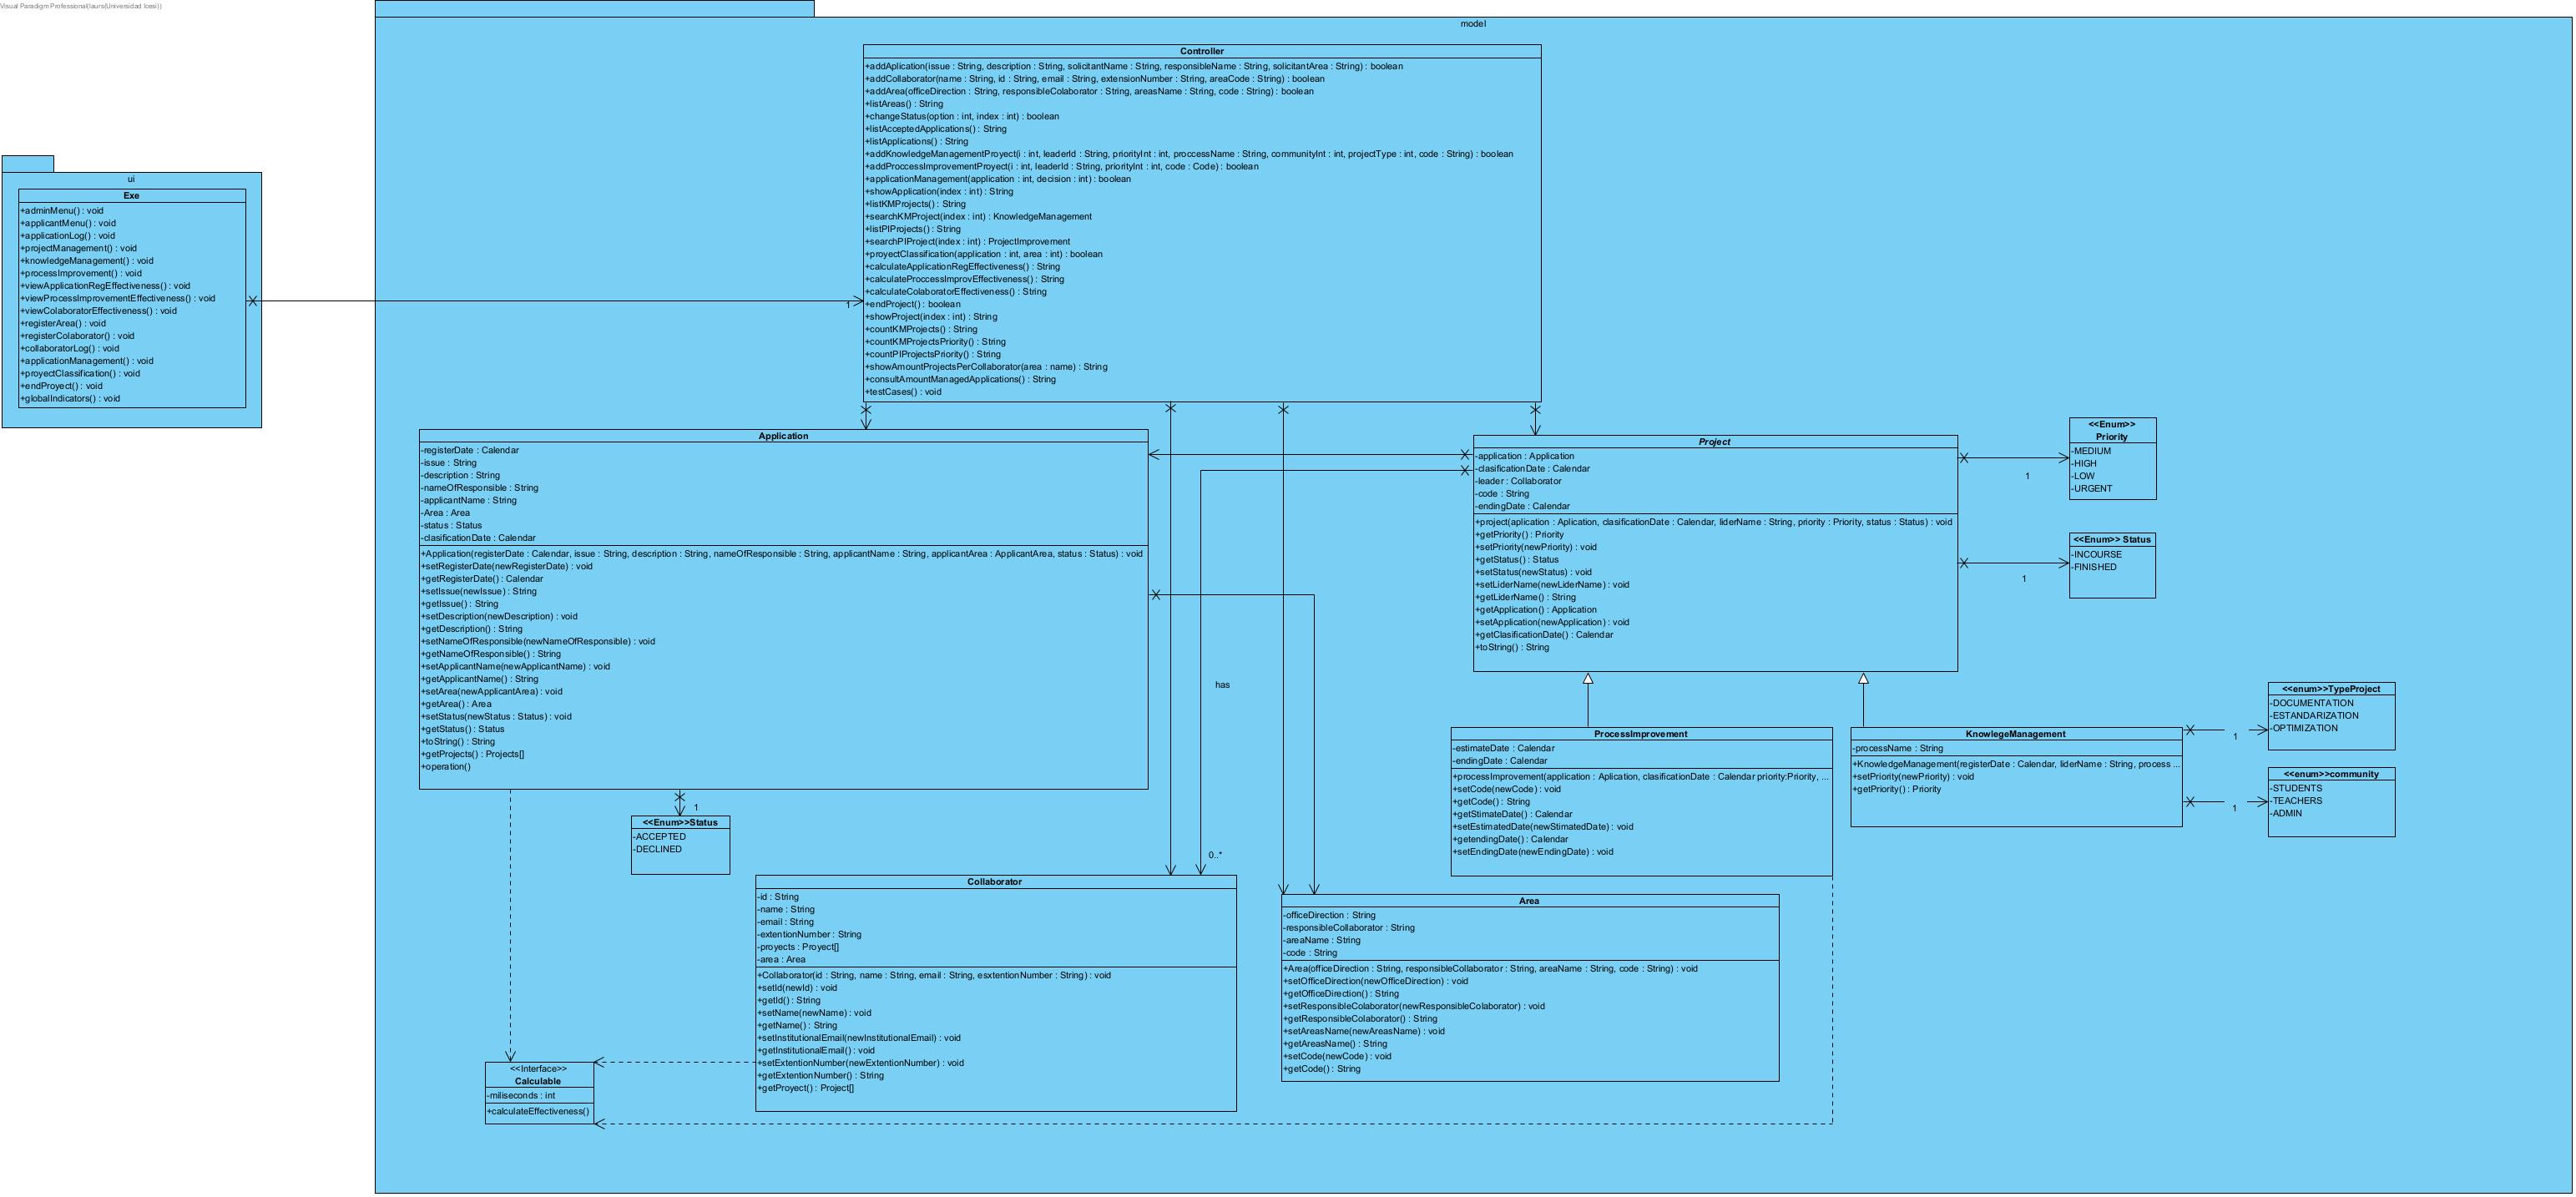 Visual Paradigm Professional(laurs(Universidad Icesi))
model
Controller
+addAplication(issue : String, description : String, solicitantName : String, responsibleName : String, solicitantArea : String) : boolean
+addCollaborator(name : String, id : String, email : String, extensionNumber : String, areaCode : String) : boolean
+addArea(officeDirection : String, responsibleColaborator : String, areasName : String, code : String) : boolean
+listAreas() : String
+changeStatus(option : int, index : int) : boolean
+listAcceptedApplications() : String
+listApplications() : String
+addKnowledgeManagementProyect(i : int, leaderId : String, priorityInt : int, proccessName : String, communityInt : int, projectType : int, code : String) : boolean
+addProccessImprovementProyect(i : int, leaderId : String, priorityInt : int, code : Code) : boolean
+applicationManagement(application : int, decision : int) : boolean
+showApplication(index : int) : String
+listKMProjects() : String
+searchKMProject(index : int) : KnowledgeManagement
+listPIProjects() : String
+searchPIProject(index : int) : ProjectImprovement
+proyectClassification(application : int, area : int) : boolean
+calculateApplicationRegEffectiveness() : String
+calculateProccessImprovEffectiveness() : String
+calculateColaboratorEffectiveness() : String
+endProject() : boolean
+showProject(index : int) : String
+countKMProjects() : String
+countKMProjectsPriority() : String
+countPIProjectsPriority() : String
+showAmountProjectsPerCollaborator(area : name) : String
+consultAmountManagedApplications() : String
+testCases() : void
ui
Exe
+adminMenu() : void
+applicantMenu() : void
+applicationLog() : void
+projectManagement() : void
+knowledgeManagement() : void
+processImprovement() : void
+viewApplicationRegEffectiveness() : void
+viewProcessImprovementEffectiveness() : void
+viewColaboratorEffectiveness() : void
+registerArea() : void
+registerColaborator() : void
+collaboratorLog() : void
+applicationManagement() : void
+proyectClassification() : void
+endProyect() : void
+globalIndicators() : void
1
Application
-registerDate : Calendar
-issue : String
-description : String
-nameOfResponsible : String
-applicantName : String
-Area : Area
-status : Status
-clasificationDate : Calendar
+Application(registerDate : Calendar, issue : String, description : String, nameOfResponsible : String, applicantName : String, applicantArea : ApplicantArea, status : Status) : void
+setRegisterDate(newRegisterDate) : void
+getRegisterDate() : Calendar
+setIssue(newIssue) : String
+getIssue() : String
+setDescription(newDescription) : void
+getDescription() : String
+setNameOfResponsible(newNameOfResponsible) : void
+getNameOfResponsible() : String
+setApplicantName(newApplicantName) : void
+getApplicantName() : String
+setArea(newApplicantArea) : void
+getArea() : Area
+setStatus(newStatus : Status) : void
+getStatus() : Status
+toString() : String
+getProjects() : Projects[]
+operation()
Project
-application : Application
-clasificationDate : Calendar
-leader : Collaborator
-code : String
-endingDate : Calendar
+project(aplication : Aplication, clasificationDate : Calendar, liderName : String, priority : Priority, status : Status) : void
+getPriority() : Priority
+setPriority(newPriority) : void
+getStatus() : Status
+setStatus(newStatus) : void
+setLiderName(newLiderName) : void
+getLiderName() : String
+getApplication() : Application
+setApplication(newApplication) : void
+getClasificationDate() : Calendar
+toString() : String
<<Enum>>
Priority
-MEDIUM
-HIGH
-LOW
-URGENT
1
<<Enum>> Status
-INCOURSE
-FINISHED
1
has
<<enum>>TypeProject
-DOCUMENTATION
-ESTANDARIZATION
-OPTIMIZATION
1
<<enum>>community
-STUDENTS
-TEACHERS
-ADMIN
1
ProcessImprovement
-estimateDate : Calendar
-endingDate : Calendar
+processImprovement(application : Aplication, clasificationDate : Calendar priority:Priority, ...
+setCode(newCode) : void
+getCode() : String
+getStimateDate() : Calendar
+setEstimatedDate(newStimatedDate) : void
+getendingDate() : Calendar
+setEndingDate(newEndingDate) : void
KnowlegeManagement
-processName : String
+KnowledgeManagement(registerDate : Calendar, liderName : String, process ...
+setPriority(newPriority) : void
+getPriority() : Priority
1
<<Enum>>Status
-ACCEPTED
-DECLINED
0..*
Collaborator
-id : String
-name : String
-email : String
-extentionNumber : String
-proyects : Proyect[]
-area : Area
+Collaborator(id : String, name : String, email : String, esxtentionNumber : String) : void
+setId(newId) : void
+getId() : String
+setName(newName) : void
+getName() : String
+setInstitutionalEmail(newInstitutionalEmail) : void
+getInstitutionalEmail() : void
+setExtentionNumber(newExtentionNumber) : void
+getExtentionNumber() : String
+getProyect() : Project[]
Area
-officeDirection : String
-responsibleCollaborator : String
-areaName : String
-code : String
+Area(officeDirection : String, responsibleCollaborator : String, areaName : String, code : String) : void
+setOfficeDirection(newOfficeDirection) : void
+getOfficeDirection() : String
+setResponsibleColaborator(newResponsibleColaborator) : void
+getResponsibleColaborator() : String
+setAreasName(newAreasName) : void
+getAreasName() : String
+setCode(newCode) : void
+getCode() : String
<<Interface>>
Calculable
-miliseconds : int
+calculateEffectiveness()